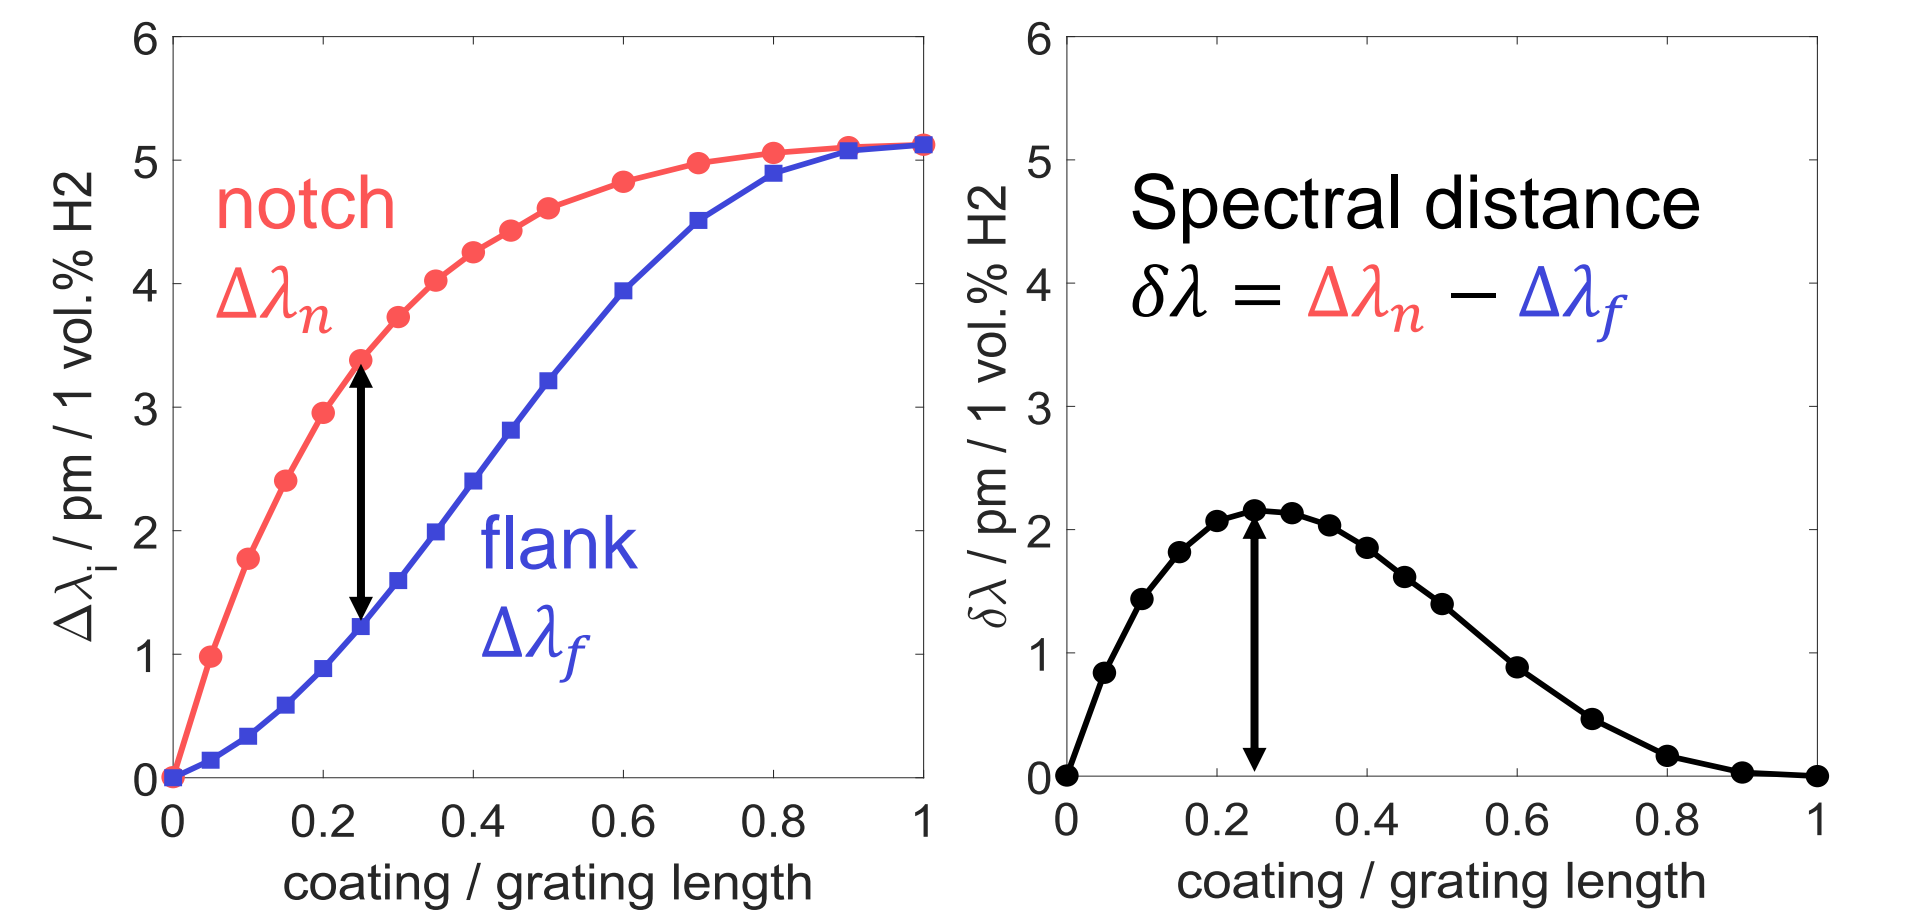 6
5
4
3
2
1
0
0
0.2
0.4
0.6
0.8
1
Δλi / pm / 1 vol.% H2
coating / grating length
notch
Δλn
flank
Δλf
6
5
4
3
2
1
0
0
0.2
0.4
0.6
0.8
1
δλ / pm / 1 vol.% H2
coating / grating length
Spectral distance
δλ = Δλn − Δλf